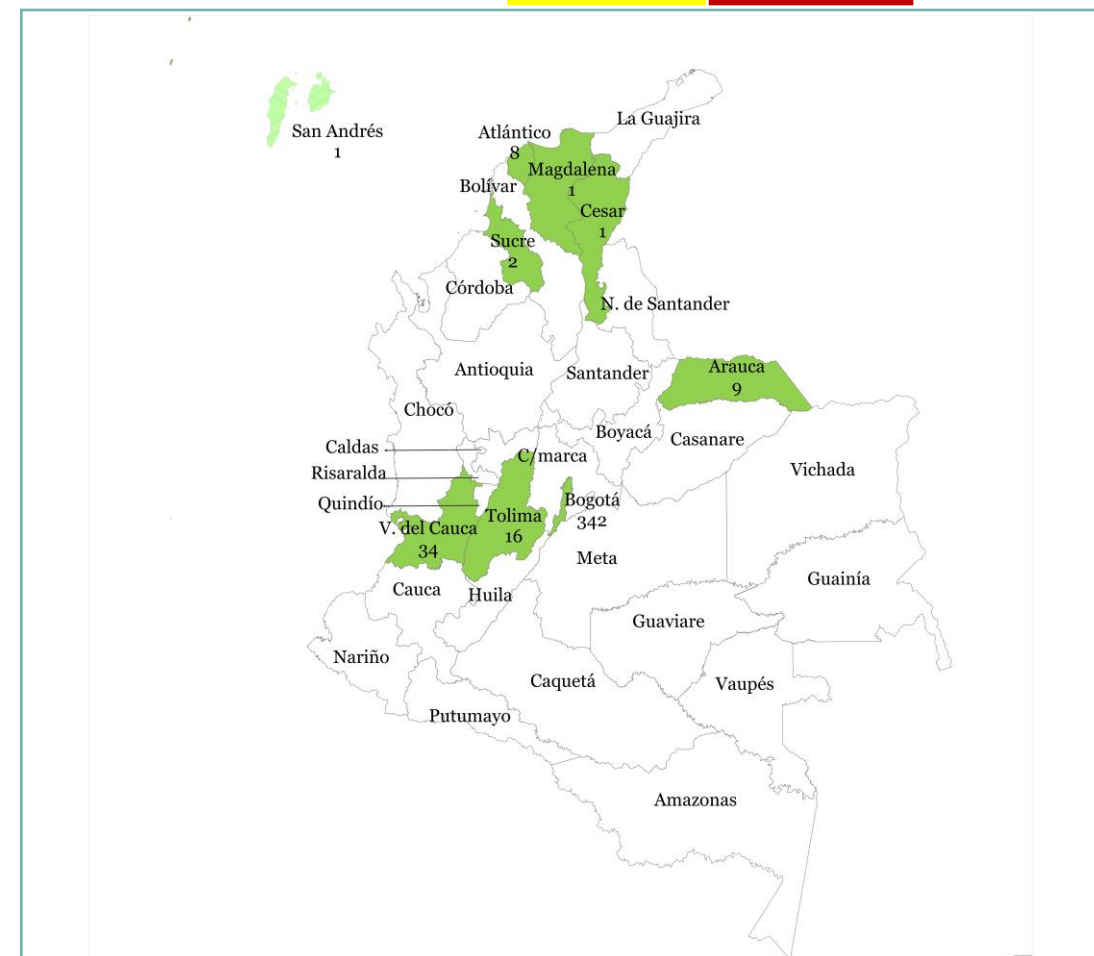 La Guajira
San Andrés
1
Atlántico
8
Magdalena
1
Bolívar
Cesar
1
Sucre
2
Córdoba
N. de Santander
Antioquia
Santander
Arauca
9
Chocó
Boyacá
Casanare
Caldas
C/marca
Vichada
Risaralda
Quindío
Bogotá
342
V. del Cauca
34
Tolima
16
Meta
Guainía
Cauca
Huila
Guaviare
Nariño
Caquetá
Vaupés
Putumayo
Amazonas